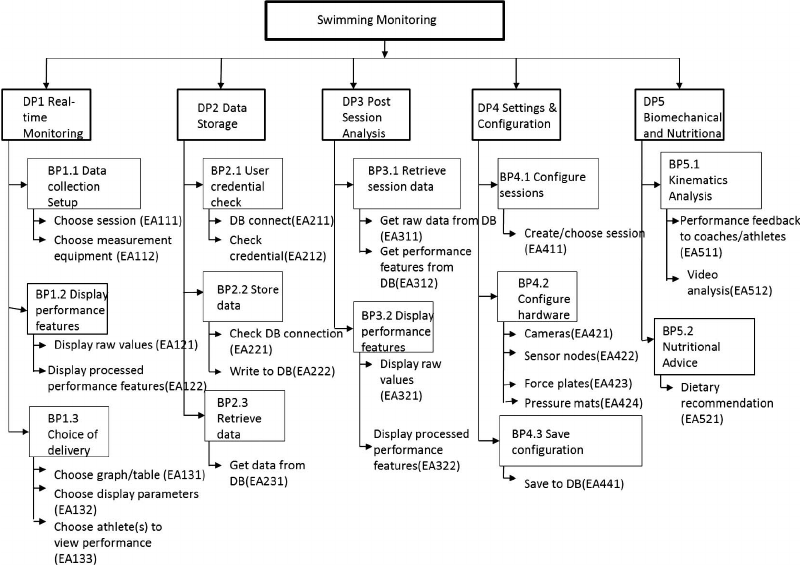 Swimming Monitoring
DP1 Real-
time
Monitoring
BP1.1 Data
collection
Setup
Choose session (EA111)
Choose measurement
equipment (EA112)
BP1.2 Display
performance
features
Display raw values (EA121)
Display processed
performance features(EA122)
BP1.3
Choice of
delivery
Choose graph/table (EA131)
Choose display parameters
(EA132)
Choose athlete(s) to
view performance
(EA133)
DP2 Data
Storage
BP2.1 User
credential
check
DB connect(EA211)
Check
credential(EA212)
BP2.2 Store
data
Check DB connection
(EA221)
Write to DB(EA222)
BP2.3
Retrieve
data
Get data from
DB(EA231)
DP3 Post
Session
Analysis
BP3.1 Retrieve
session data
Get raw data from DB
(EA311)
Get performance
features from
DB(EA312)
BP3.2 Display
performance
features
Display raw
values
(EA321)
Display processed
performance
features(EA322)
DP4 Settings &
Configuration
BP4.1 Configure
sessions
Create/choose session
(EA411)
BP4.2
Configure
hardware
Cameras(EA421)
Sensor nodes(EA422)
Force plates(EA423)
Pressure mats(EA424)
BP4.3 Save
configuration
Save to DB(EA441)
DP5
Biomechanical
and Nutritiona
BP5.1
Kinematics
Analysis
Performance feedback
to coaches/athletes
(EA511)
Video
analysis(EA512)
BP5.2
Nutritional
Advice
Dietary
recommendation
(EA521)